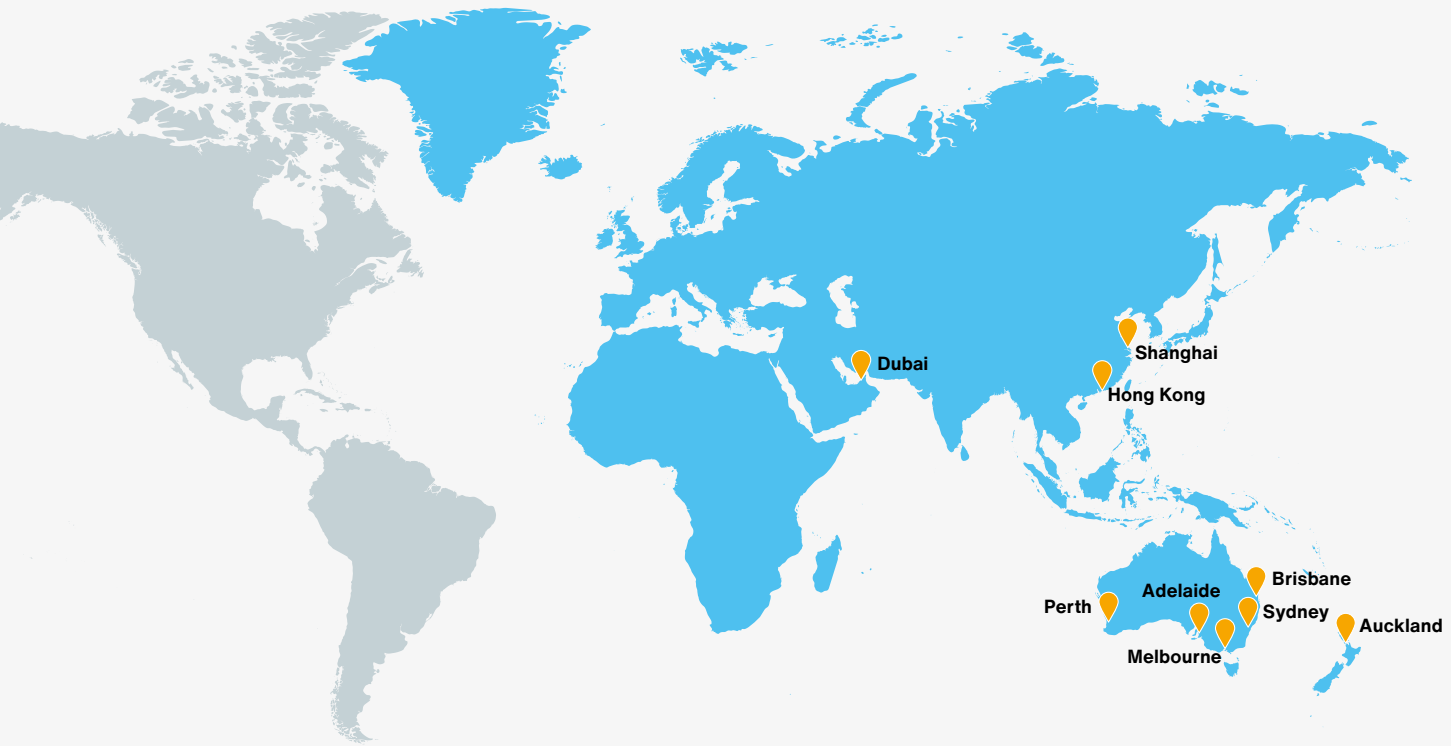 Shanghai
Dubai
Hong Kong
Brisbane
Adelaide
Perth
Sydney
Auckland
Melbourne